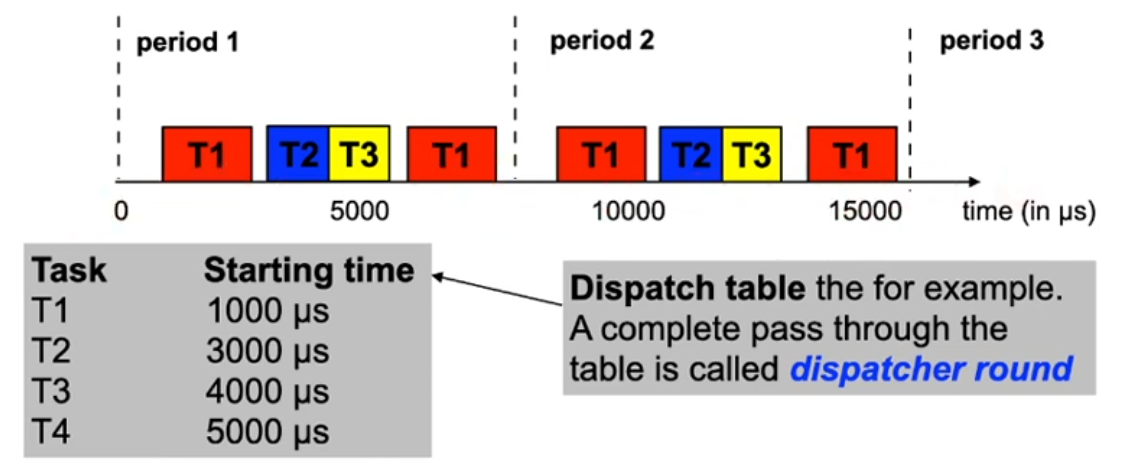 period 1 period 2 period 3
T1 T2 T3 T1 T1 T2 T3 T1
0 5000 10000 15000 time (in µs)
Task Starting time
T1 1000 µs
T2 3000 µs
T3 4000 µs
T4 5000 µs
Dispatch table the for example.
A complete pass through the
table is called dispatcher round